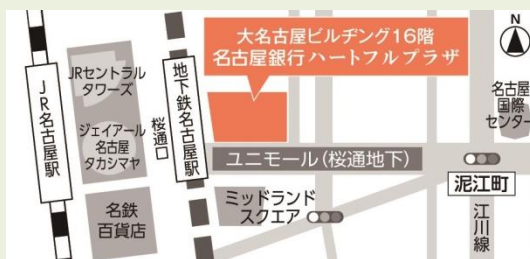 大名古屋ビルヂング16階
名古屋銀行 ハートフルプラザ
N
JR名古屋駅
JRセントラル
タワーズ
ジェイアール
名古屋
タカシマヤ
名鉄
百貨店
桜通口
地下鉄名古屋駅
ユニモール(桜通地下)
ミッドランド
スクエア
名古屋
国際
センター
泥江町
江川線